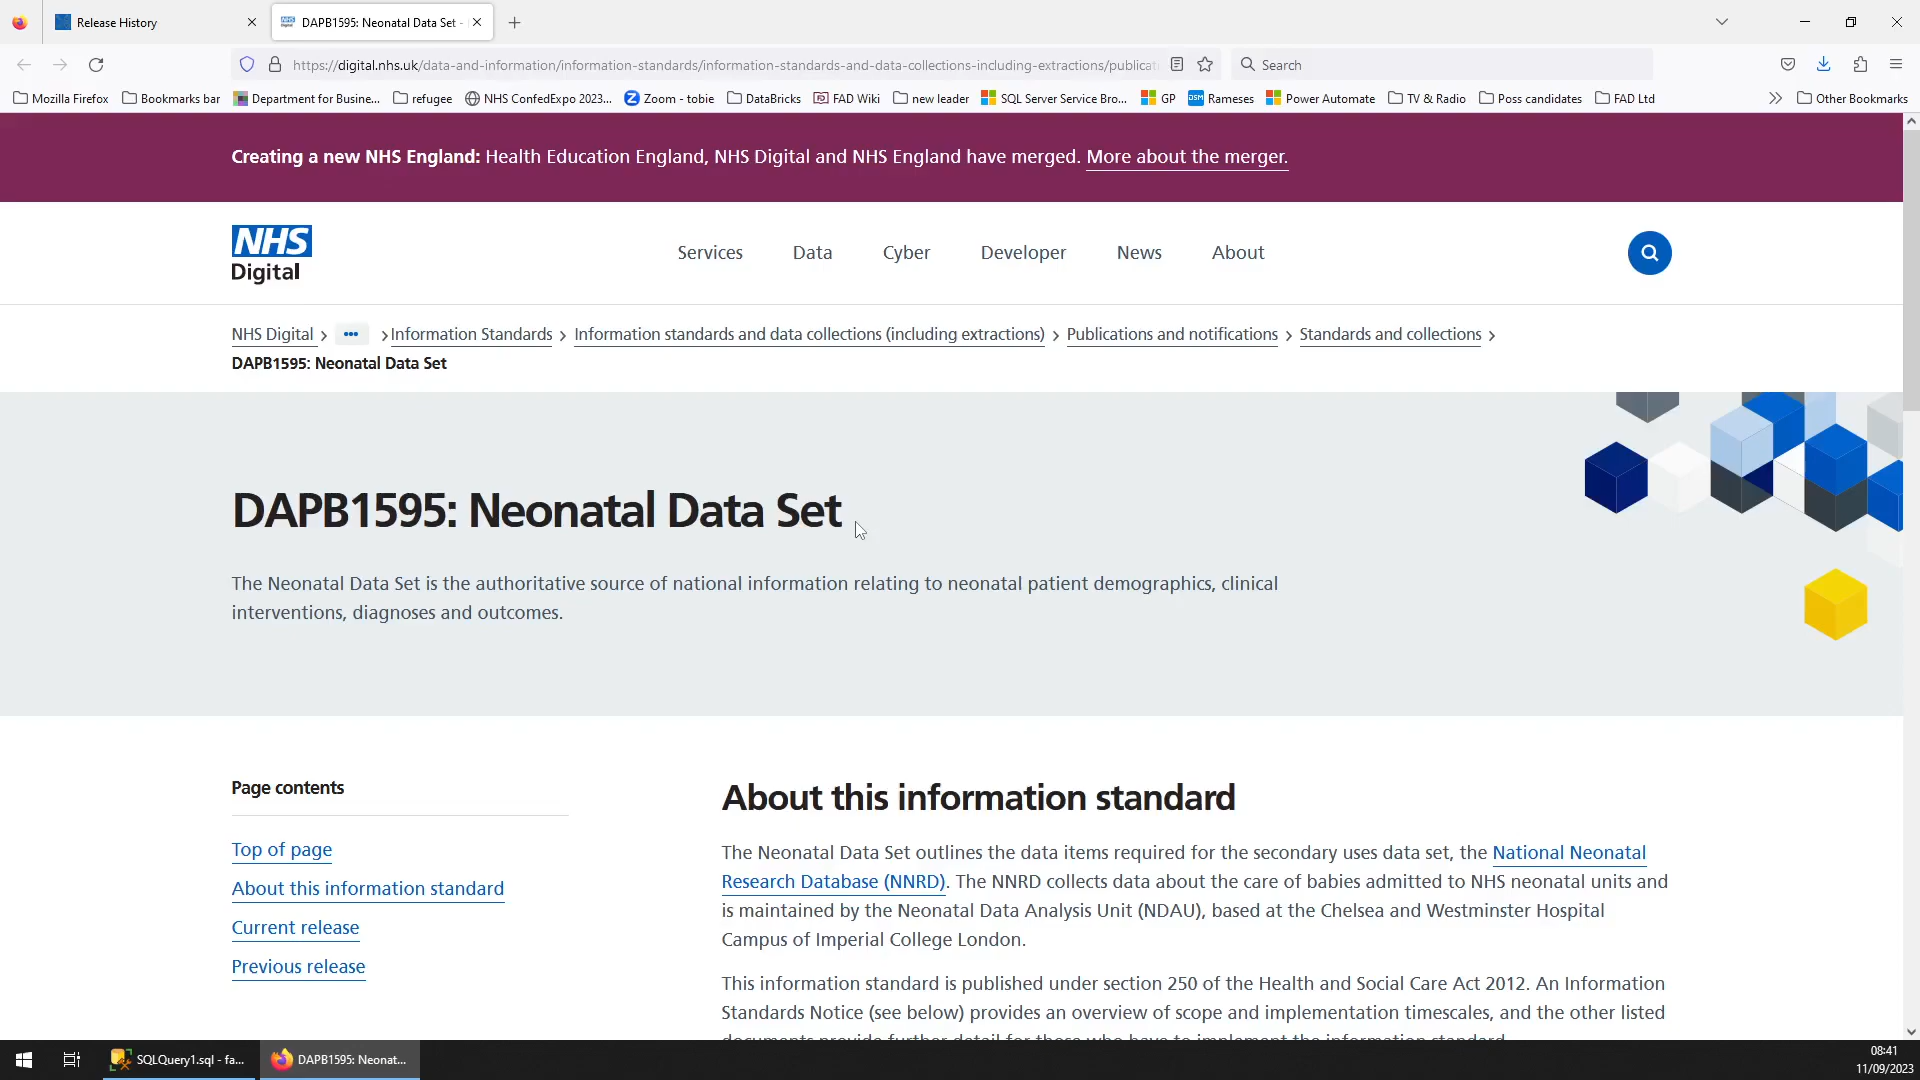 Release History
DAPB1595: Neonatal Data Set -
https://digital.nhs.uk/data-and-information/information-standards/information-standards-and-data-collections-including-extractions/publicat
Search
Mozilla Firefox
Bookmarks bar
Department for Busine...
refugee
NHS ConfedExpo 2023...
Zoom - tobie
DataBricks
FAD Wiki
new leader
SQL Server Service Bro...
GP
Rameses
Power Automate
TV & Radio
Poss candidates
FAD Ltd
Other Bookmarks
Creating a new NHS England: Health Education England, NHS Digital and NHS England have merged. More about the merger.
NHS
Digital
Services
Data
Cyber
Developer
News
About
NHS Digital > ... > Information Standards > Information standards and data collections (including extractions) > Publications and notifications > Standards and collections >
DAPB1595: Neonatal Data Set
DAPB1595: Neonatal Data Set
The Neonatal Data Set is the authoritative source of national information relating to neonatal patient demographics, clinical
interventions, diagnoses and outcomes.
Page contents
Top of page
About this information standard
Current release
Previous release
About this information standard
The Neonatal Data Set outlines the data items required for the secondary uses data set, the National Neonatal
Research Database (NNRD). The NNRD collects data about the care of babies admitted to NHS neonatal units and
is maintained by the Neonatal Data Analysis Unit (NDAU), based at the Chelsea and Westminster Hospital
Campus of Imperial College London.
This information standard is published under section 250 of the Health and Social Care Act 2012. An Information
Standards Notice (see below) provides an overview of scope and implementation timescales, and the other listed
documents provide further detail for those who have to implement the information standard.
SQLQuery1.sql - fa...
DAPB1595: Neonat...
08:41
11/09/2023